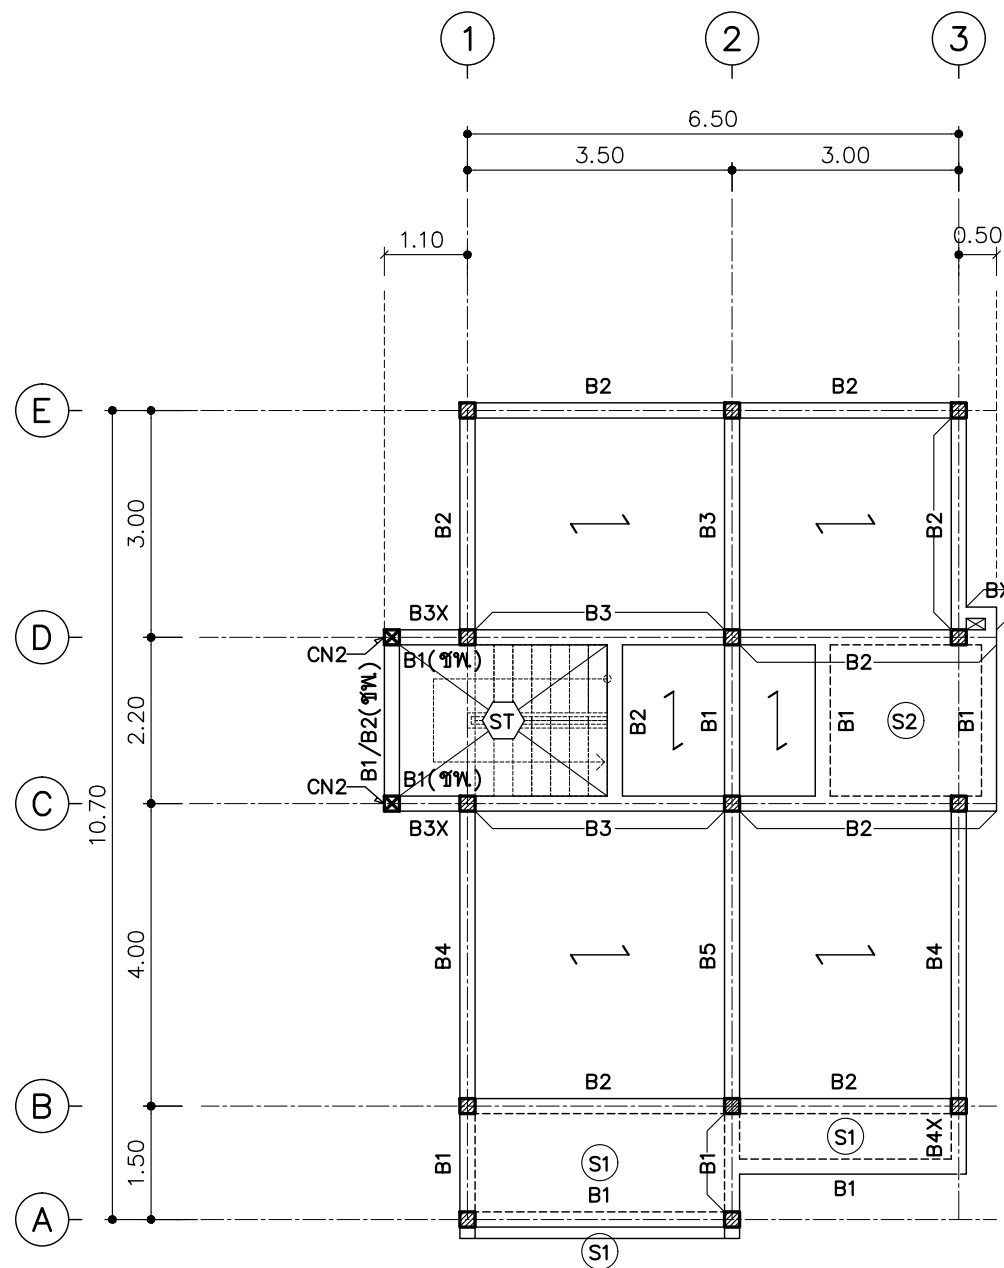 1 2 3
6.50
3.50 3.00
1.10 0.50
B2 B2
E
3.00
B2 B3 B2
B3X B3 BX
D
CN2 B1(ชพ.) B2
2.20
B1/B2(พช) ST B2 B1 B1 S2 B1
CN2 B1(ชพ.)
C
B3X B3 B2
10.70
4.00
B4 B5 B4
B2 B2
B
1.50
B1 S1 B1 S1 B4X
B1 B1
A
S1